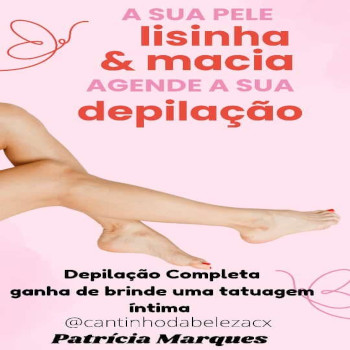 A SUA PELE
lisinha
& macia
AGENDE A SUA
depilação
Depilação Completa
ganha de brinde uma tatuagem
íntima
@cantinhodabelezacx
Patrícia Marques